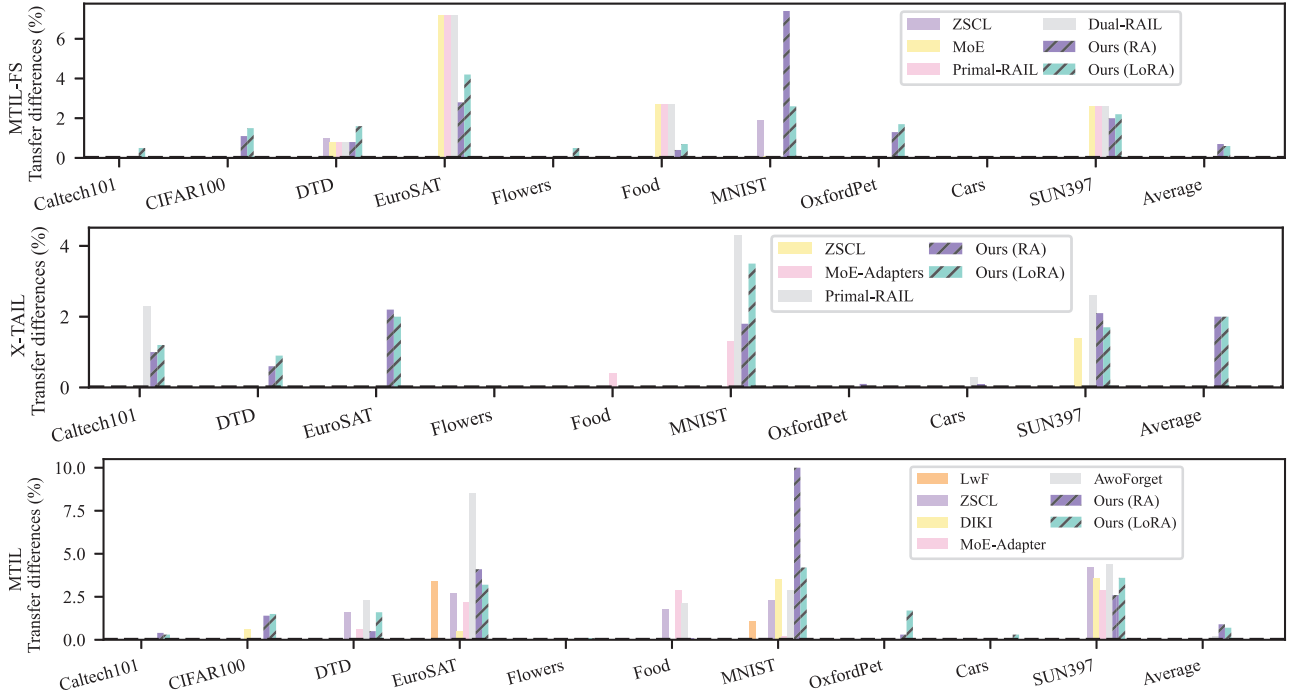 MTIL-FS
Tansfer differences (%)
6
4
2
0
ZSCL
MoE
Primal-RAIL
Dual-RAIL
Ours (RA)
Ours (LoRA)
Caltech101
CIFAR100
DTD
EuroSAT
Flowers
Food
MNIST
OxfordPet
Cars
SUN397
Average
X-TAIL
Transfer differences (%)
4
2
0
ZSCL
MoE-Adapters
Primal-RAIL
Ours (RA)
Ours (LoRA)
Caltech101
DTD
EuroSAT
Flowers
Food
MNIST
OxfordPet
Cars
SUN397
Average
MTIL
Transfer differences (%)
10.0
7.5
5.0
2.5
0.0
LwF
ZSCL
DIKI
MoE-Adapter
AwoForget
Ours (RA)
Ours (LoRA)
Caltech101
CIFAR100
DTD
EuroSAT
Flowers
Food
MNIST
OxfordPet
Cars
SUN397
Average